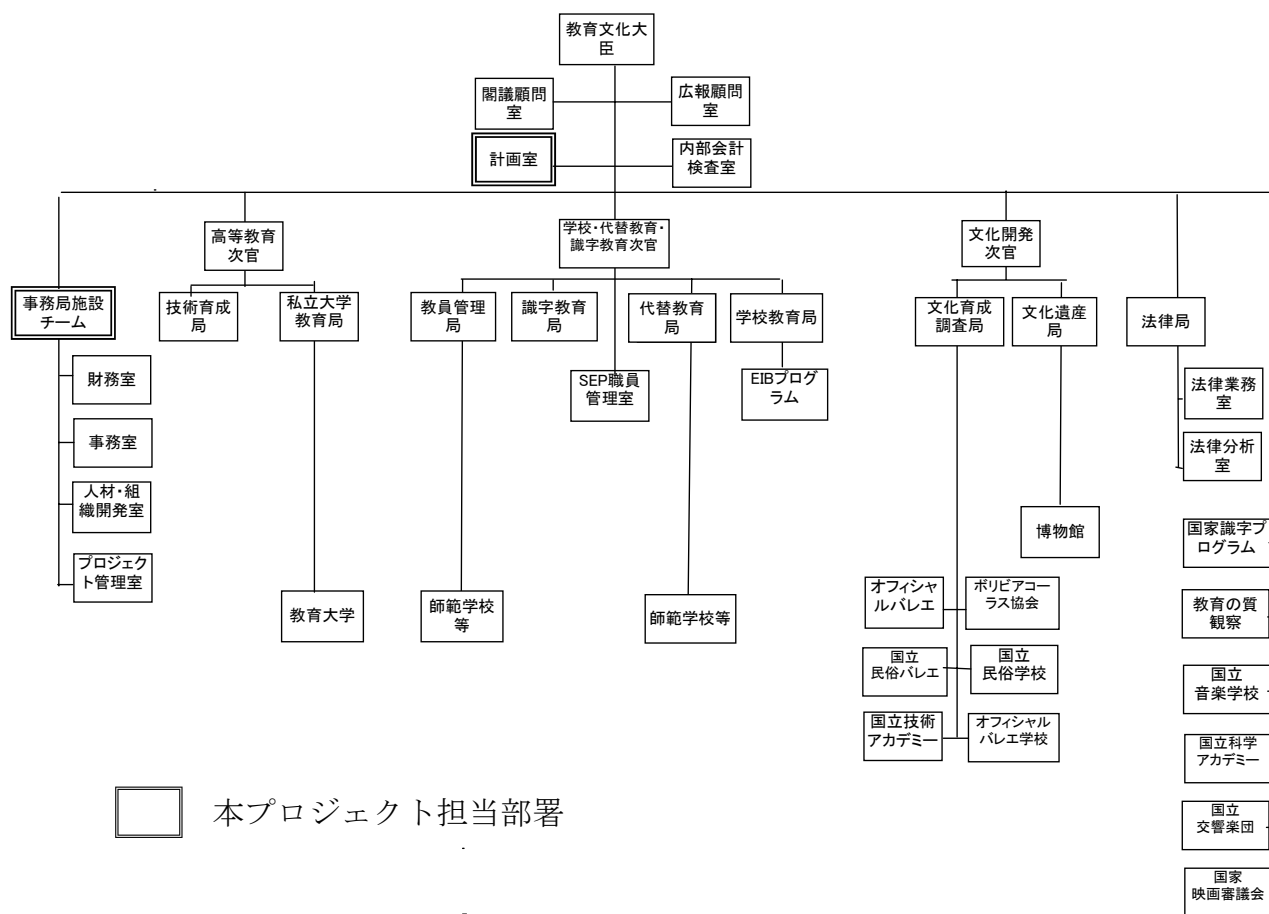 教育文化大
臣
閣議顧問
室
広報顧問
室
計画室
内部会計
検査室
高等教育
次官
学校・代替教育・
識字教育次官
文化開発
次官
事務局施設
チーム
技術育成
局
私立大学
教育局
教員管理
局
識字教育
局
代替教育
局
学校教育局
文化育成
調査局
文化遺産
局
法律局
財務室
SEP職員
管理室
EIBプログ
ラム
法律業務
室
事務室
法律分析
室
人材・組
織開発室
博物館
国家識字プ
ログラム
プロジェク
ト管理室
教育大学
師範学校
等
師範学校等
オフィシャ
ルバレエ
ボリビアコー
ラス協会
教育の質
観察
国立
民俗バレエ
国立
民俗学校
国立
音楽学校
国立技術
アカデミー
オフィシャル
バレエ学校
国立科学
アカデミー
本プロジェクト担当部署
国立
交響楽団
国家
映画審議会